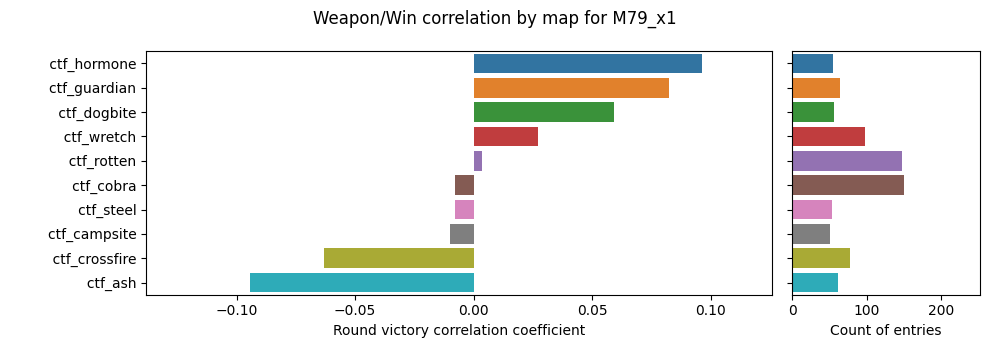 Weapon/Win correlation by map for M79_x1
ctf_hormone
ctf_guardian
ctf_dogbite
ctf_wretch
ctf_rotten
ctf_cobra
ctf_steel
ctf_campsite
ctf_crossfire
ctf_ash
−0.10 −0.05 0.00 0.05 0.10
0 100 200
Round victory correlation coefficient
Count of entries